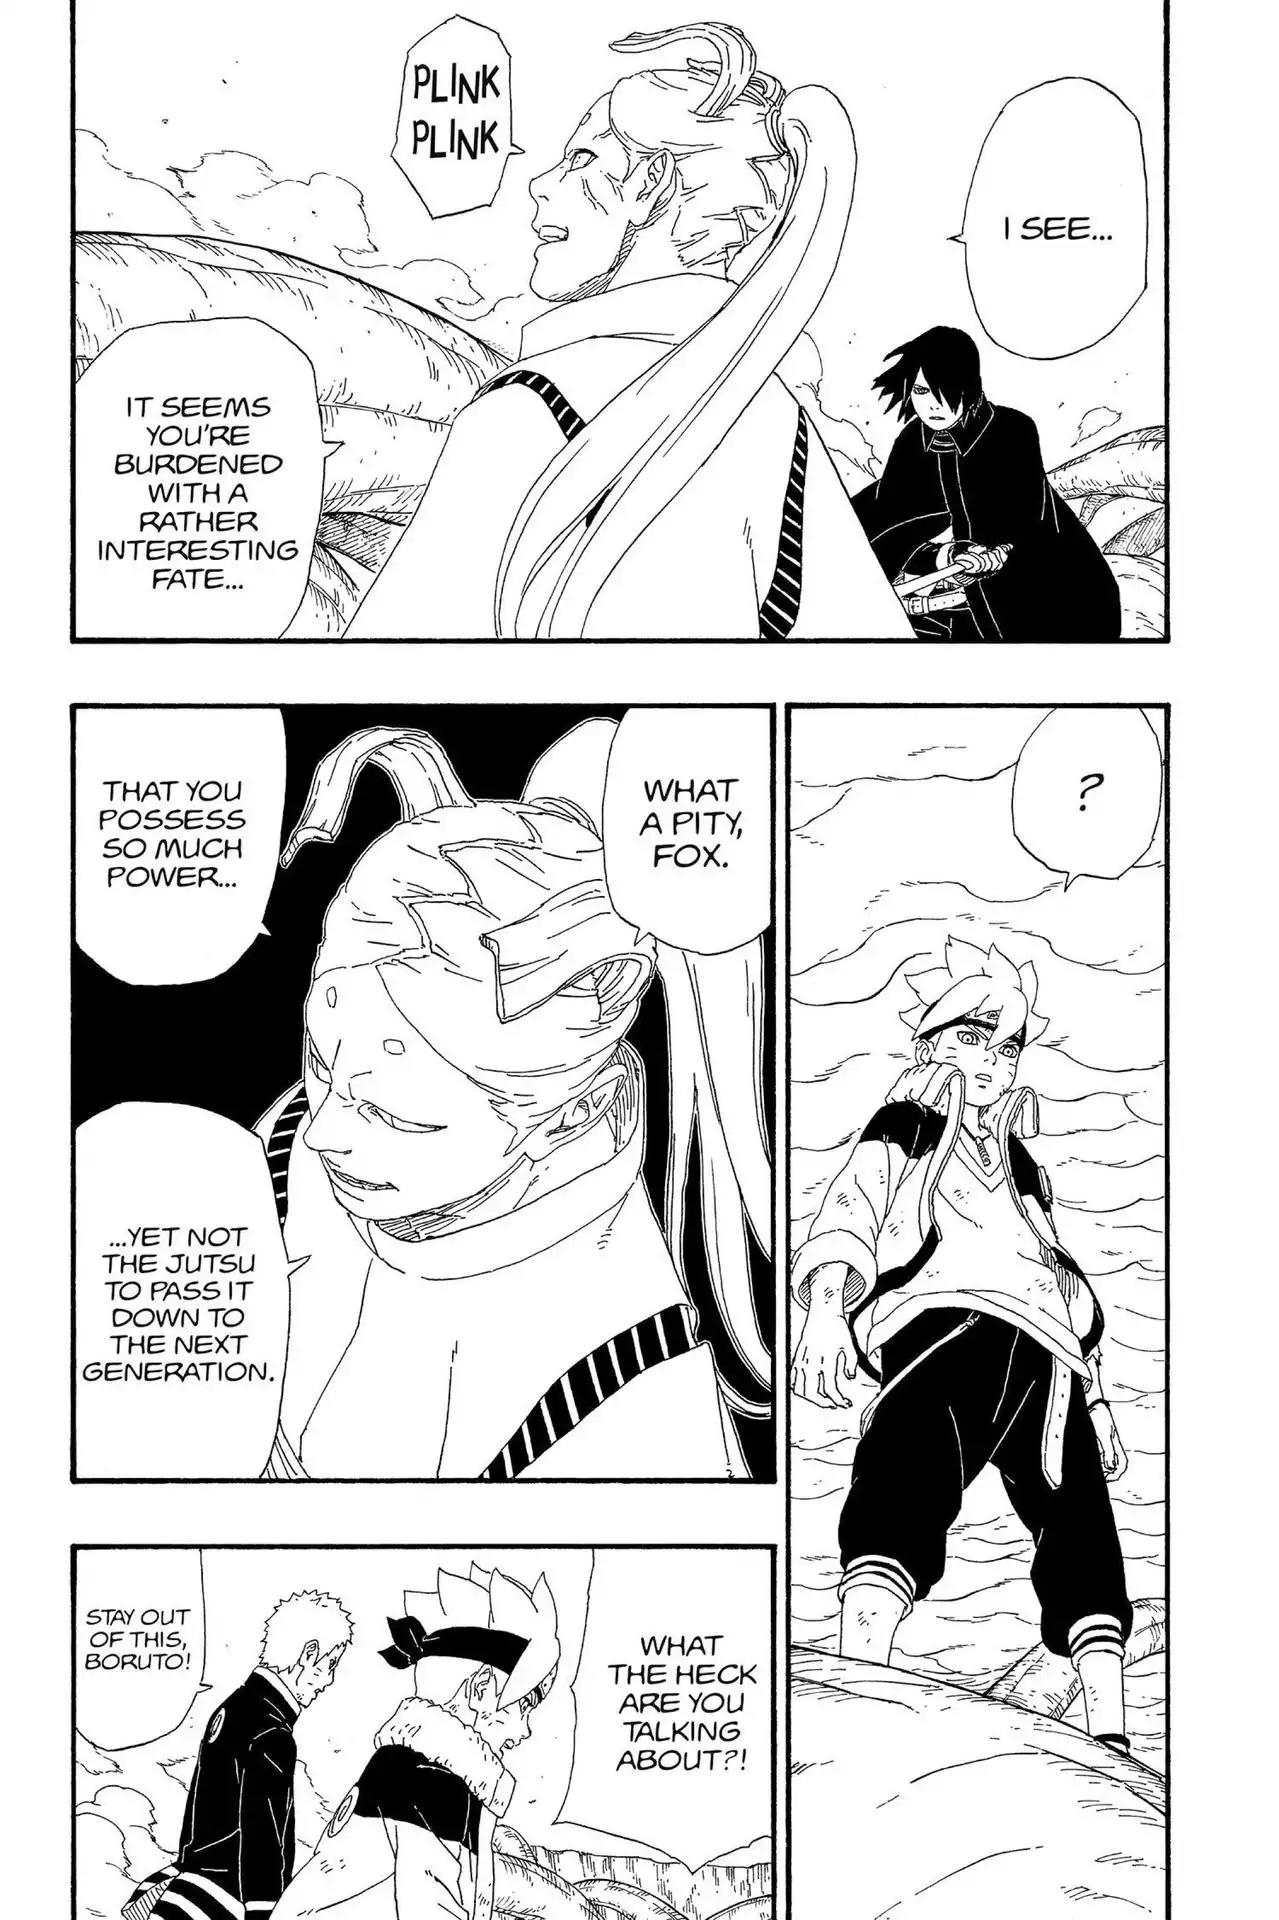 I SEE...
PLINK
PLINK
IT SEEMS
YOU'RE
BURDENED
WITH A
RATHER
INTERESTING
FATE...
?
WHAT
A PITY,
FOX.
THAT YOU
POSSESS
SO MUCH
POWER...
...YET NOT
THE JUTSU
TO PASS IT
DOWN TO
THE NEXT
GENERATION.
WHAT
THE HECK
ARE YOU
TALKING
ABOUT?!
STAY OUT
OF THIS,
BORUTO!